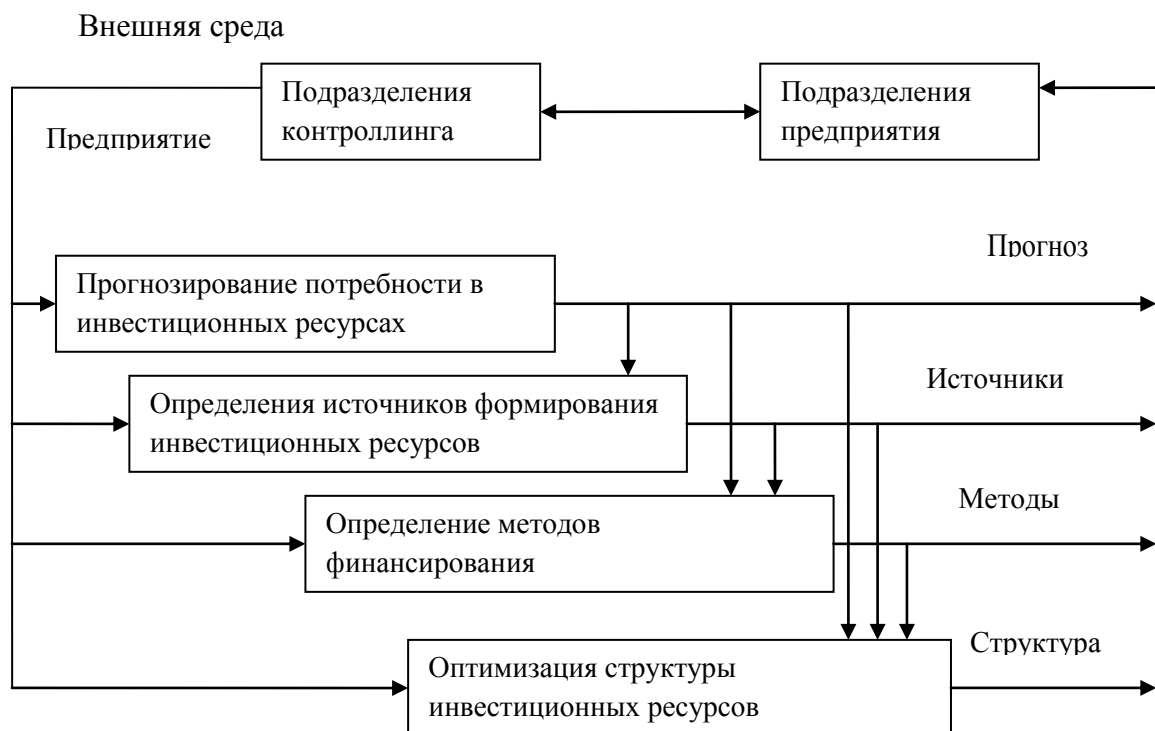 Внешняя среда
Подразделения
контроллинга
Подразделения
предприятия
Предприятие
Прогноз
Прогнозирование потребности в
инвестиционных ресурсах
Источники
Определения источников формирования
инвестиционных ресурсов
Методы
Определение методов
финансирования
Структура
Оптимизация структуры
инвестиционных ресурсов